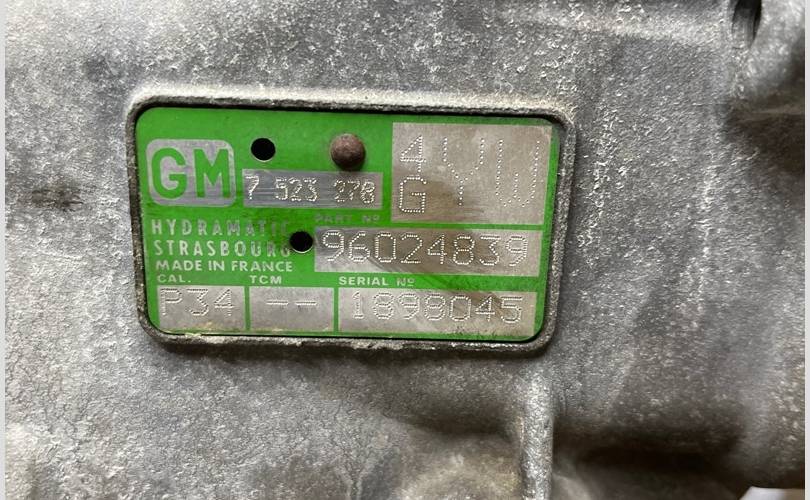 GM
7 523 278
4YW
G
PART Nº
HYDRAMATIC
STRASBOURG
96024839
MADE IN FRANCE
CAL. TCM SERIAL Nº
P34 -- 1898045